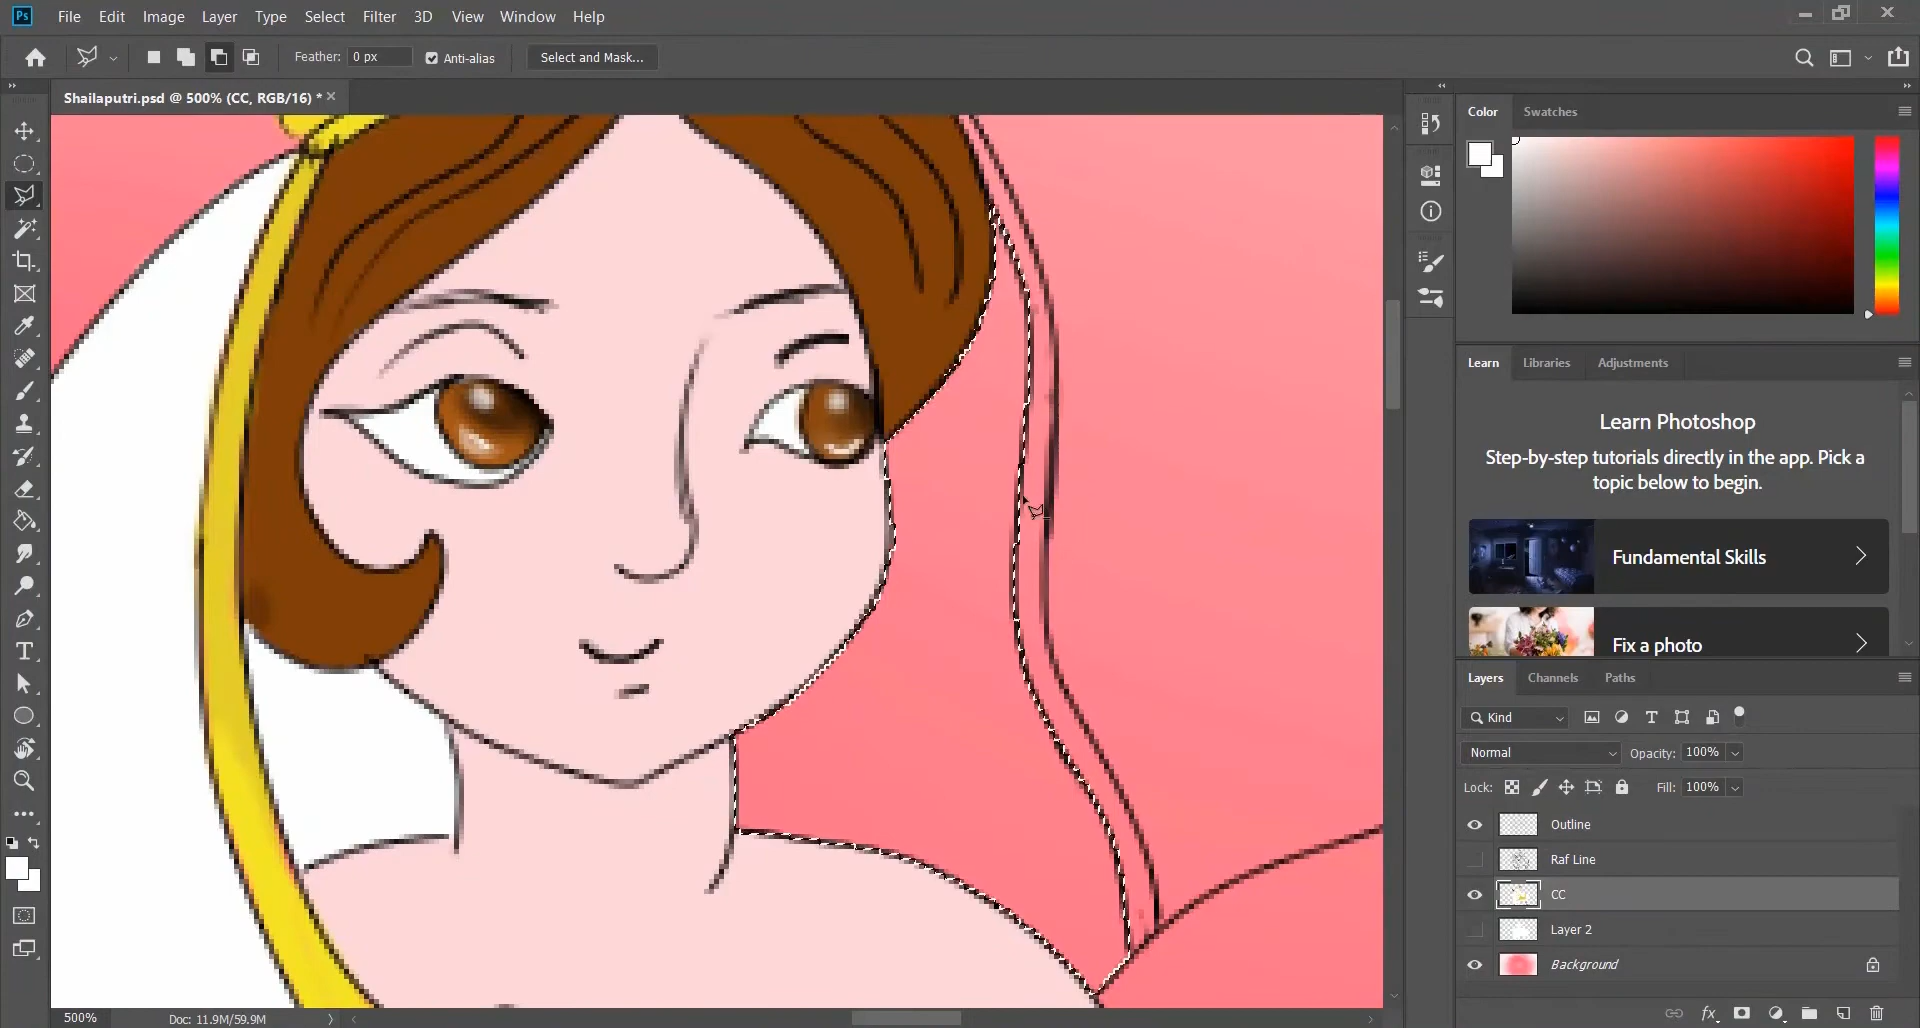 Ps File Edit Image Layer Type Select Filter 3D View Window Help
Feather: 0 px Anti-alias Select and Mask...
Shailaputri.psd @ 500% (CC, RGB/16) *
Color Swatches
Learn Libraries Adjustments
Learn Photoshop
Step-by-step tutorials directly in the app. Pick a
topic below to begin.
Fundamental Skills
Fix a photo
Layers Channels Paths
Kind
Normal Opacity: 100%
Lock: Fill: 100%
Outline
Raf Line
CC
Layer 2
Background
500% Doc: 11.9M/59.9M